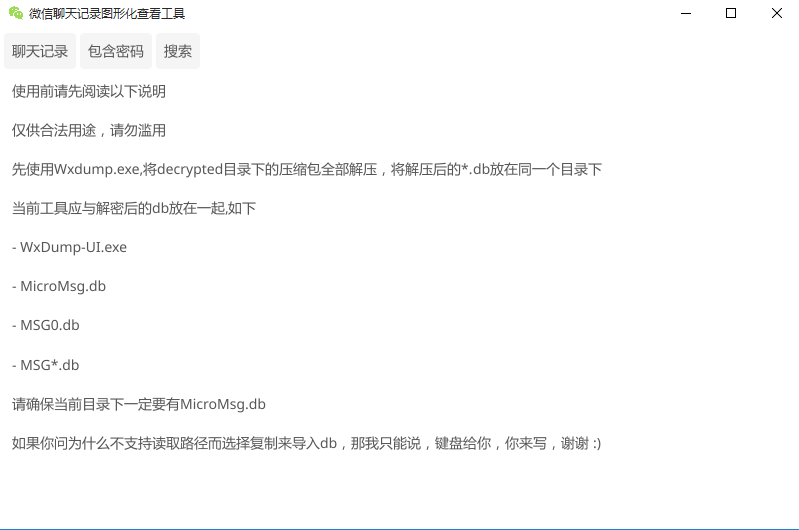 微信聊天记录图形化查看工具
聊天记录 包含密码 搜索
使用前请先阅读以下说明
仅供合法用途，请勿滥用
先使用Wxdump.exe,将decrypted目录下的压缩包全部解压，将解压后的*.db放在同一个目录下
当前工具应与解密后的db放在一起,如下
- WxDump-UI.exe
- MicroMsg.db
- MSG0.db
- MSG*.db
请确保当前目录下一定要有MicroMsg.db
如果你问为什么不支持读取路径而选择复制来导入db，那我只能说，键盘给你，你来写，谢谢 :)